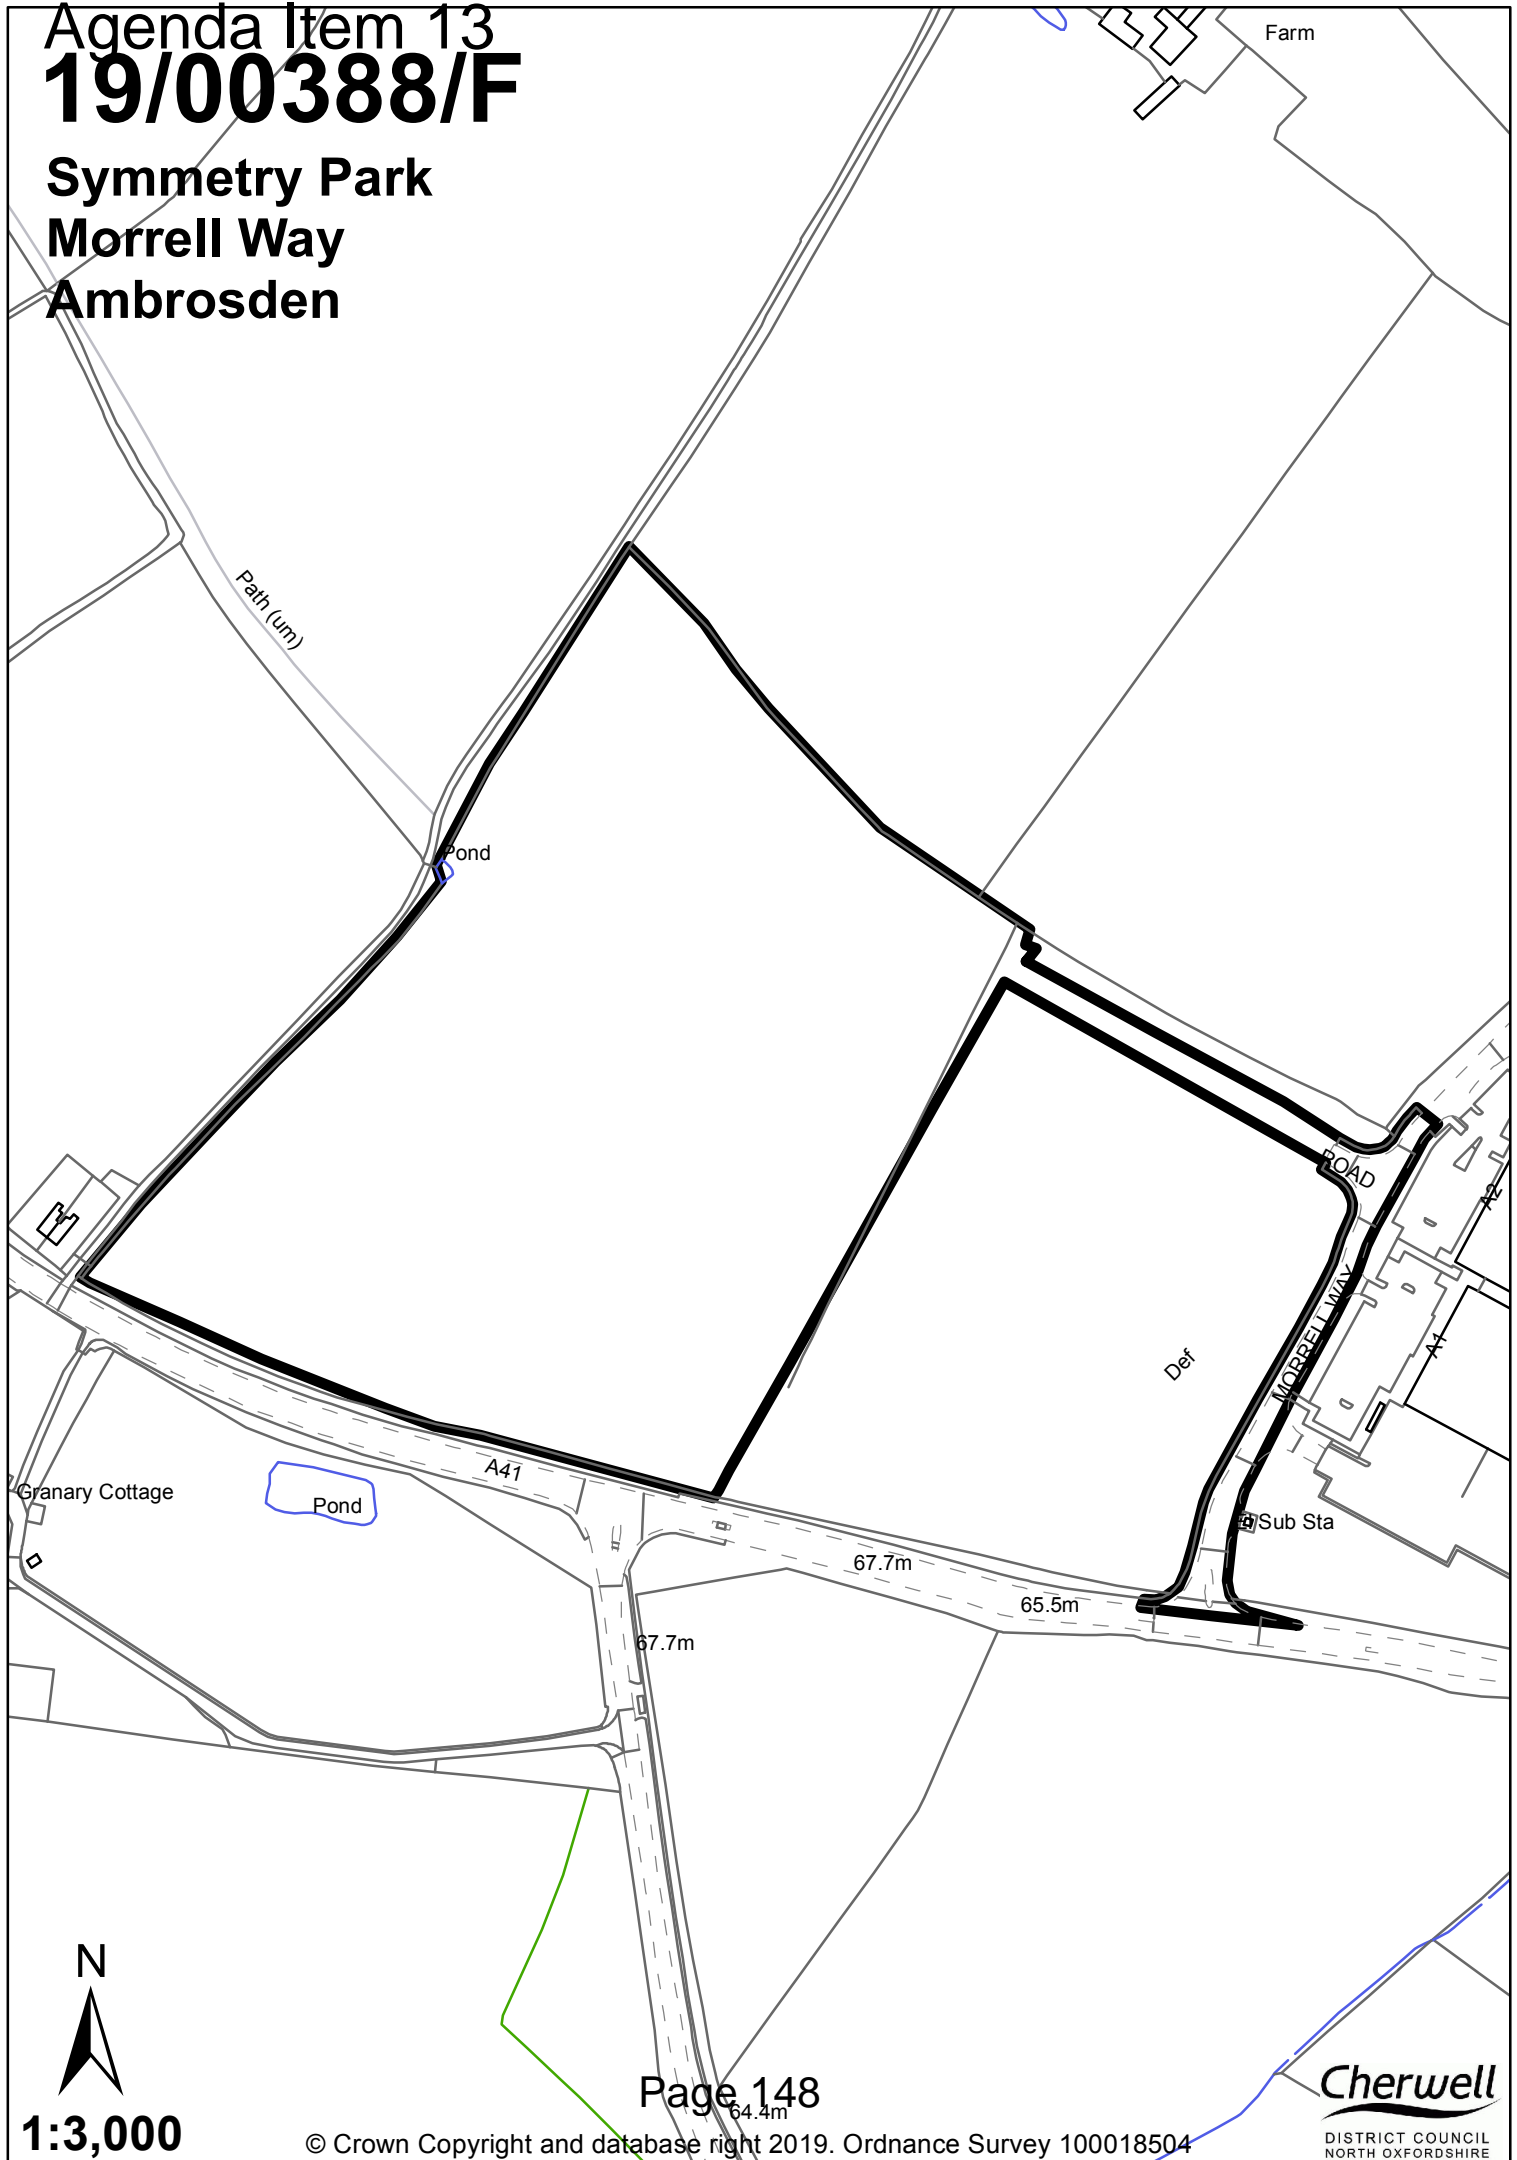 Agenda Item 13
19/00388/F
Symmetry Park
Morrell Way
Ambrosden
Farm
Path (um)
Pond
ROAD
A2
MORRELL WAY
A1
Def
A41
Granary Cottage
Pond
El Sub Sta
67.7m
65.5m
67.7m
N
1:3,000
Page 148
64.4m
© Crown Copyright and database right 2019. Ordnance Survey 100018504
Cherwell
DISTRICT COUNCIL
NORTH OXFORDSHIRE